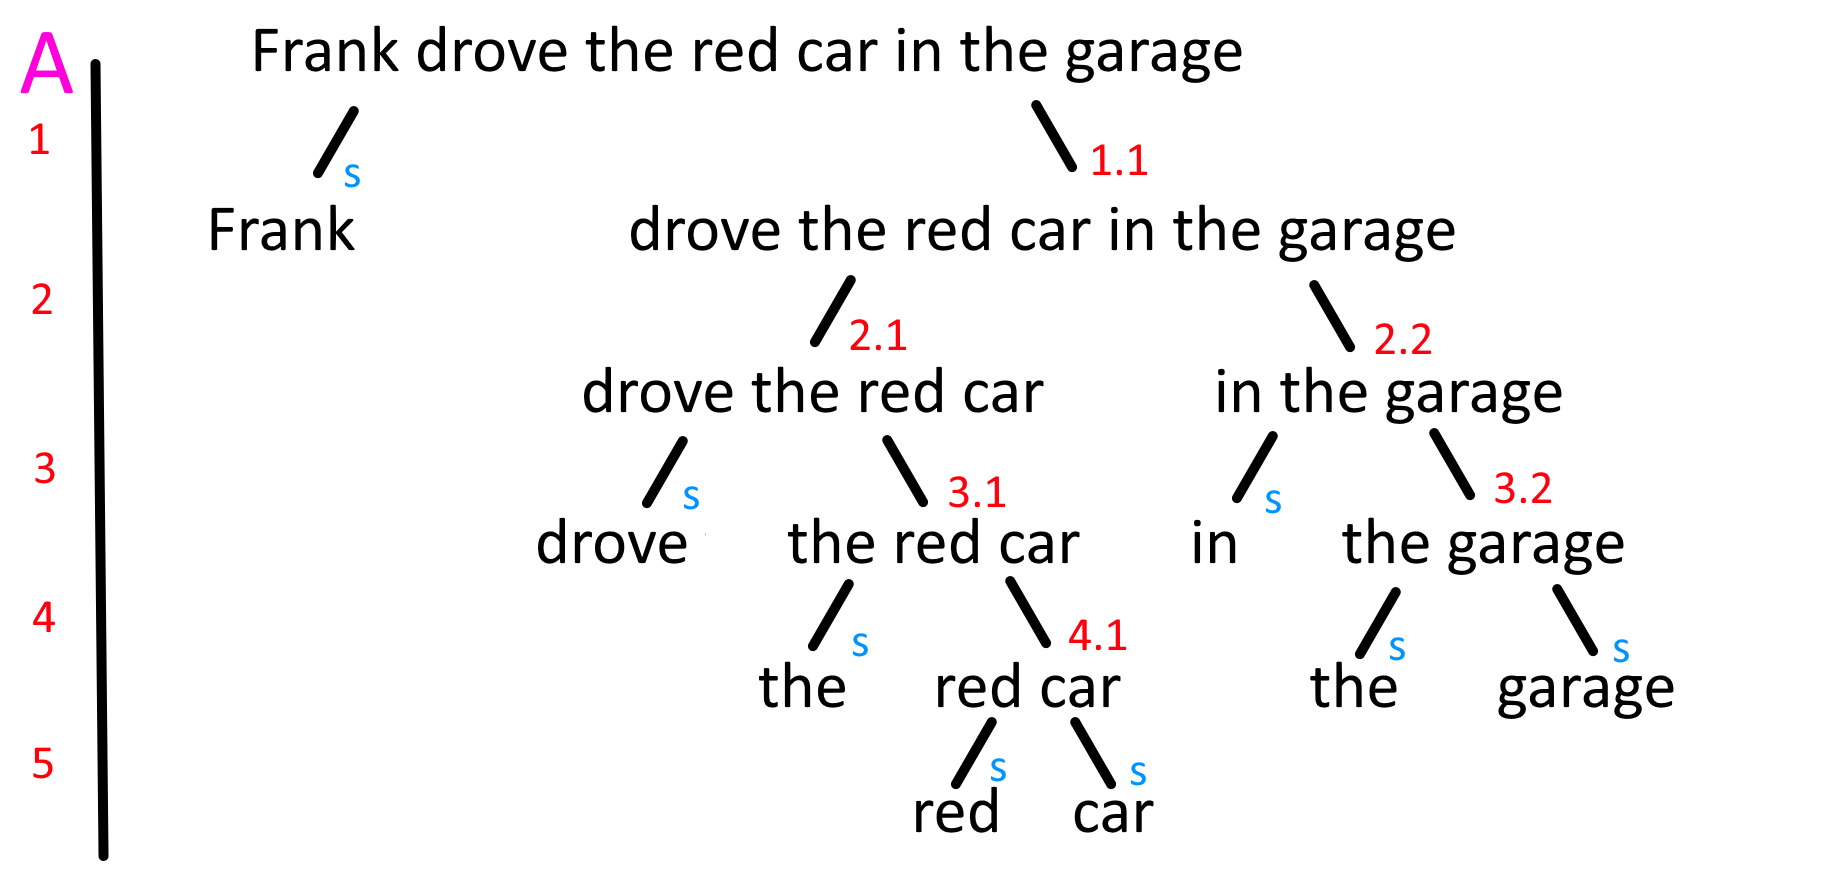 A Frank drove the red car in the garage
1
s 1.1
Frank drove the red car in the garage
2
2.1 2.2
drove the red car in the garage
3
s 3.1 s 3.2
drove the red car in the garage
4
s 4.1 s s
the red car the garage
5
s s
red car